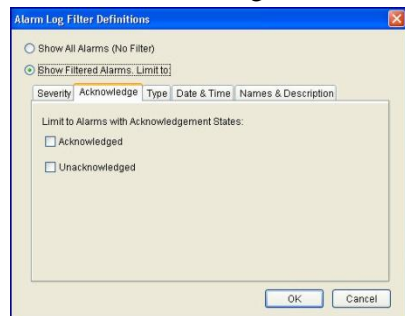 Alarm Log Filter Definitions
Show All Alarms (No Filter)
Show Filtered Alarms. Limit to:
Severity Acknowledge Type Date & Time Names & Description
Limit to Alarms with Acknowledgement States:
Acknowledged
Unacknowledged
OK Cancel